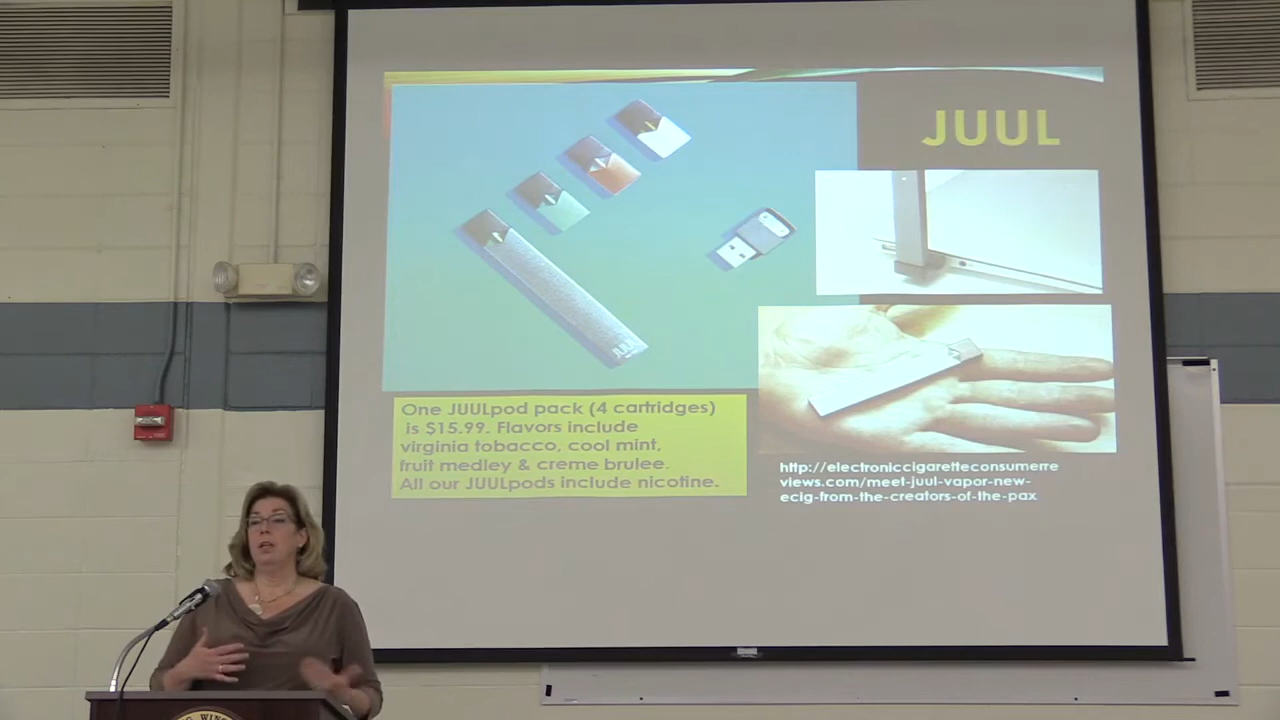 JUUL
JUUL
One JUULpod pack (4 cartridges)
is $15.99. Flavors include
virginia tobacco, cool mint,
fruit medley & creme brulee.
All our JUULpods include nicotine.
http://electroniccigaretteconsumerre
views.com/meet-juul-vapor-new-
ecig-from-the-creators-of-the-pax